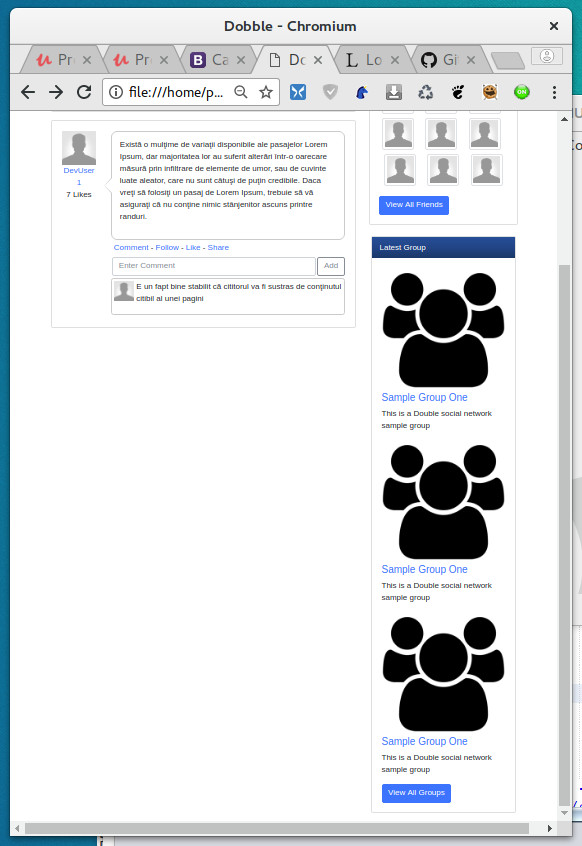 Dobble - Chromium
Pr
Pr
Ca
Do
Lo
Git
file:///home/p...
ON
DevUser
1
7 Likes
Există o mulţime de variaţii disponibile ale pasajelor Lorem
Ipsum, dar majoritatea lor au suferit alterări într-o oarecare
măsură prin infiltrare de elemente de umor, sau de cuvinte
luate aleator, care nu sunt câtuşi de puţin credibile. Daca
vreţi să folosiţi un pasaj de Lorem Ipsum, trebuie să vă
asiguraţi că nu conţine nimic stânjenitor ascuns printre
randuri.
Comment - Follow - Like - Share
Enter Comment
Add
E un fapt bine stabilit că cititorul va fi sustras de conţinutul
citibil al unei pagini
View All Friends
Latest Group
Sample Group One
This is a Double social network
sample group
Sample Group One
This is a Double social network
sample group
Sample Group One
This is a Double social network
sample group
View All Groups